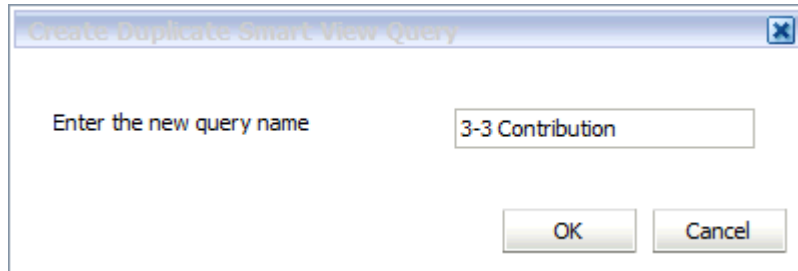 Create Duplicate Smart View Query
Enter the new query name
3-3 Contribution
OK
Cancel